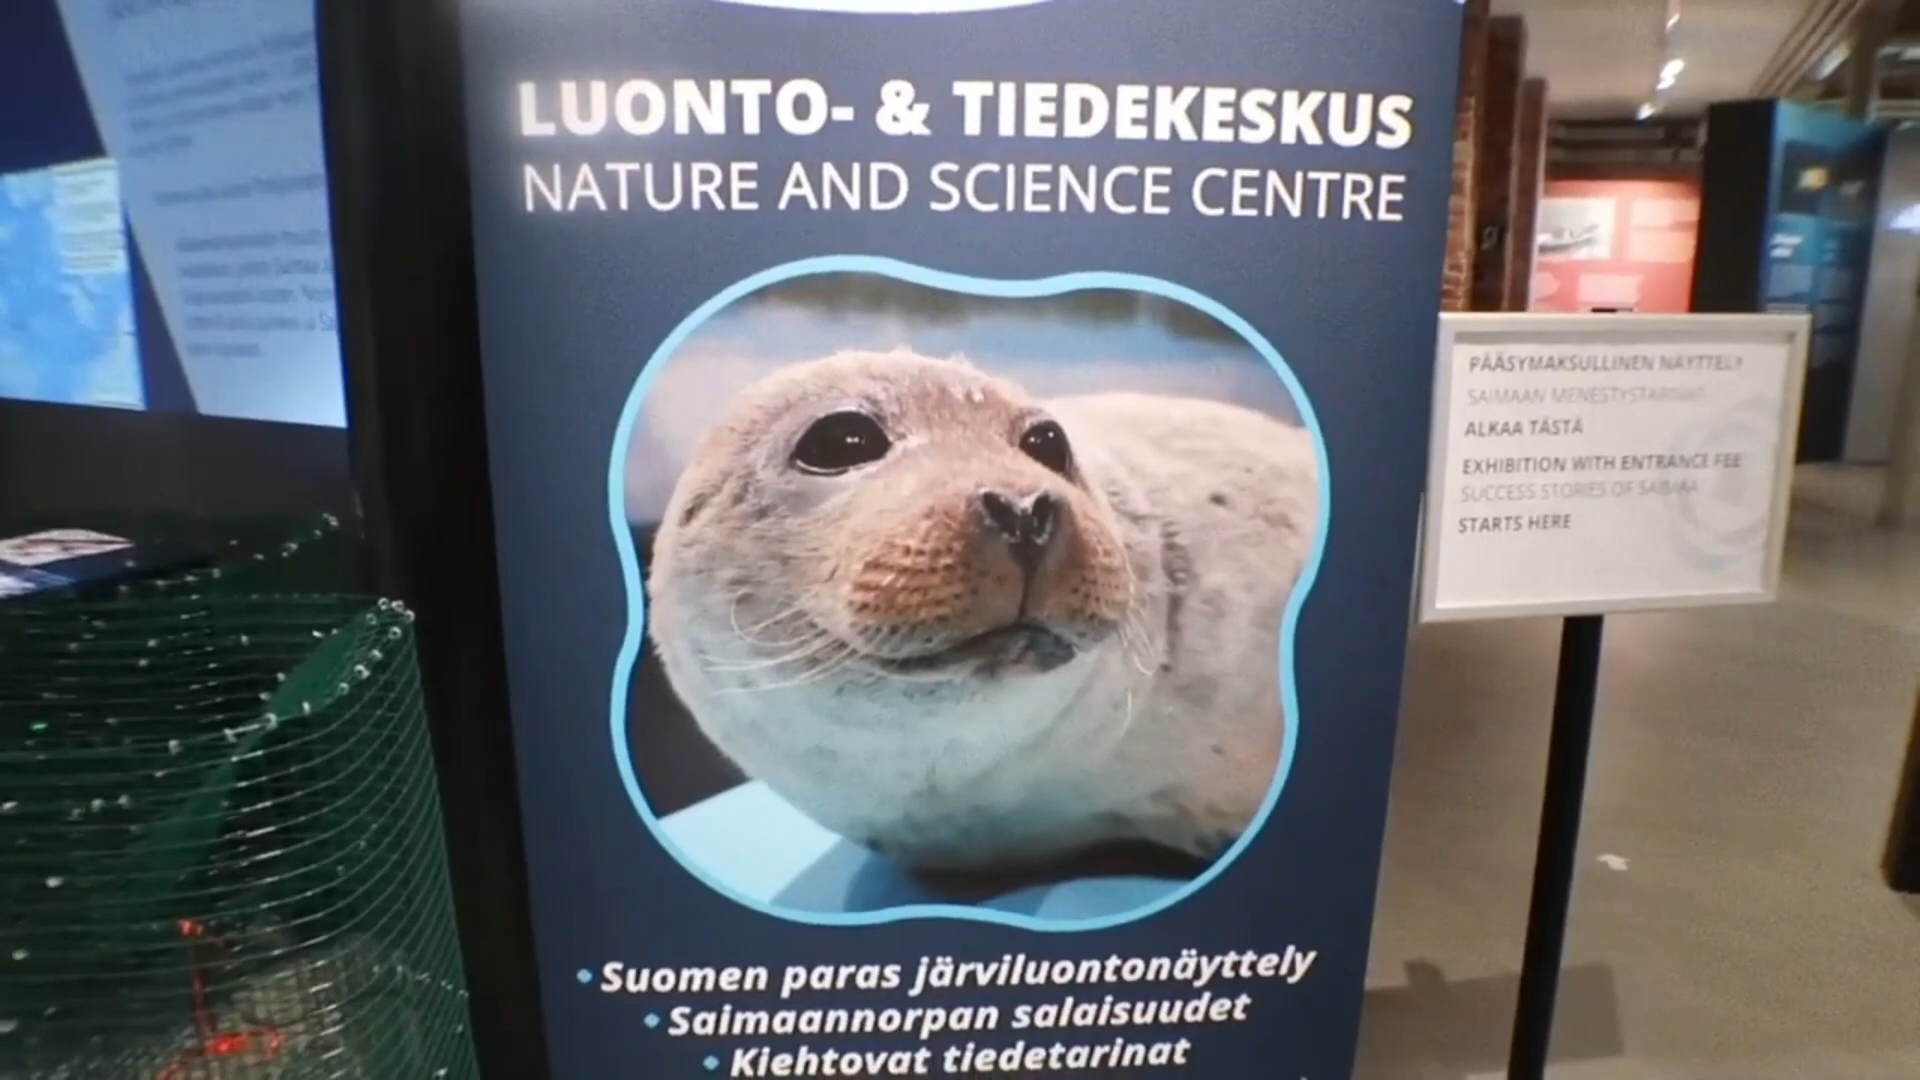 LUONTO- & TIEDEKESKUS
NATURE AND SCIENCE CENTRE
• Suomen paras järviluontonäyttely
• Saimaannorpan salaisuudet
• Kiehtovat tiedetarinat
PÄÄSYMAKSULLINEN NÄYTTELY
SAIMAAN MENESTYSTARINAT
ALKAA TÄSTÄ
EXHIBITION WITH ENTRANCE FEE
SUCCESS STORIES OF SAIMAA
STARTS HERE